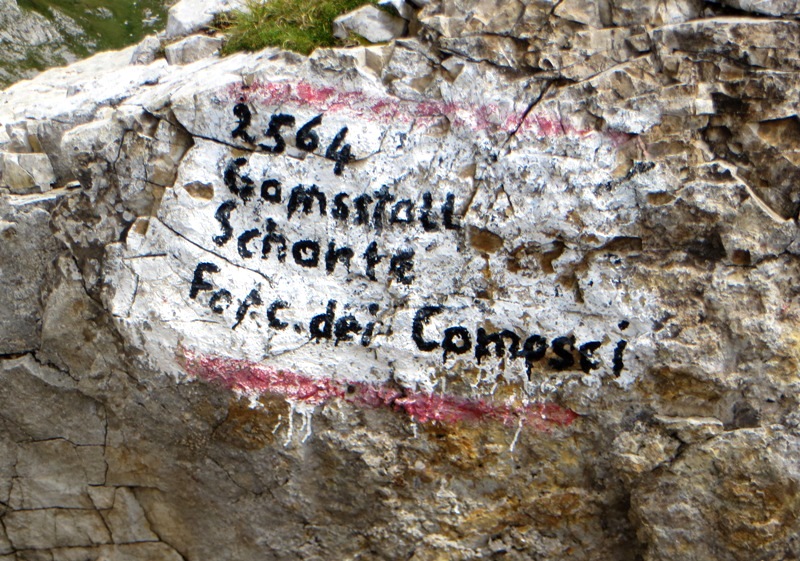 2564
Gamsstall
Scharte
Forc. dei Camosci